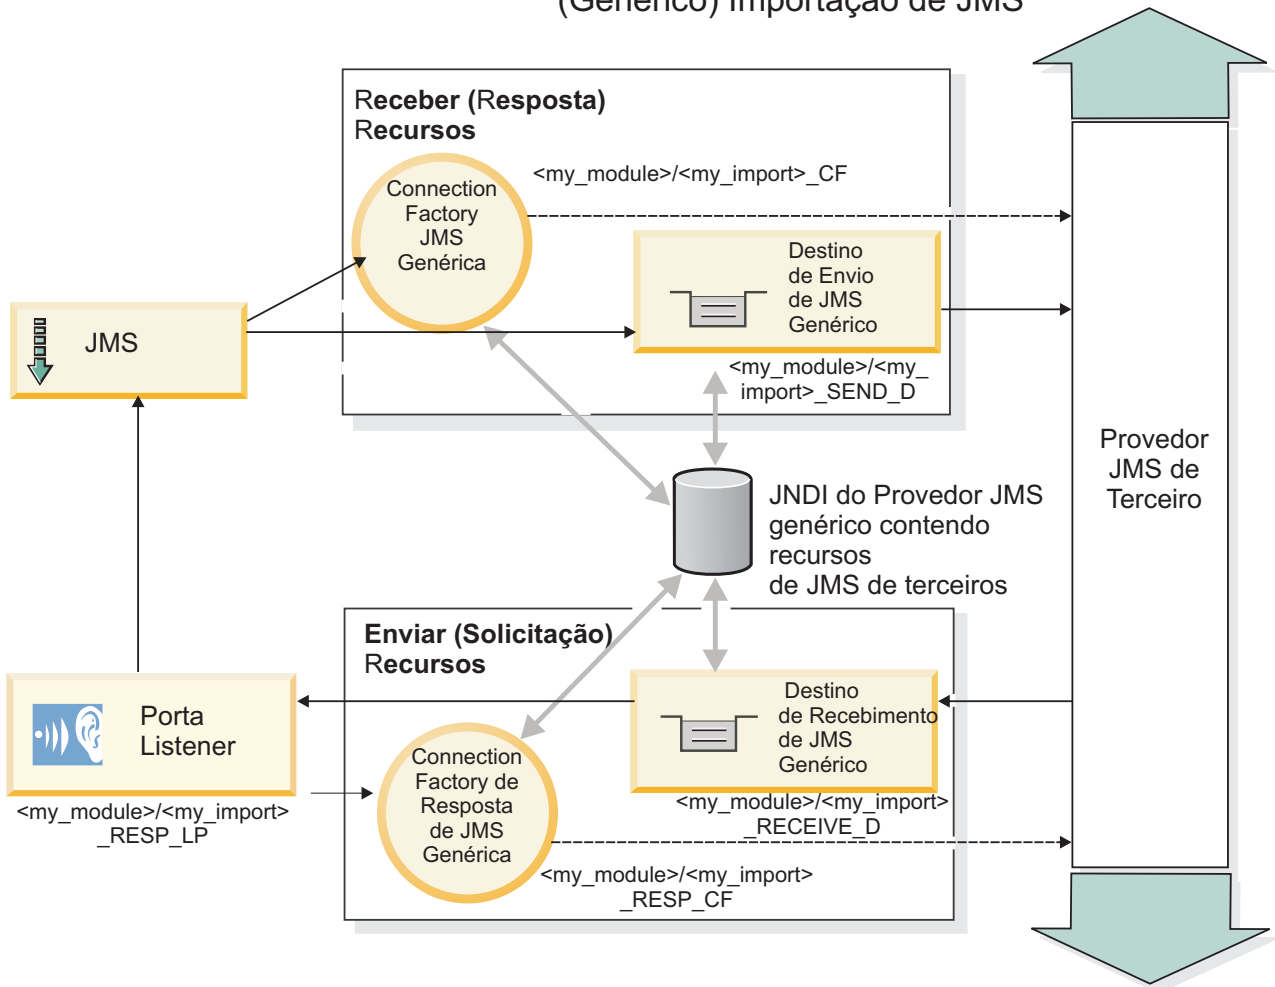 (Genérico) Importação de JMS
Receber (Resposta)
Recursos
<my_module>/<my_import>_CF
Connection
Factory
JMS
Genérica
Destino
de Envio
de JMS
Genérico
<my_module>/<my_
import>_SEND_D
JMS
Provedor
JMS de
Terceiro
JNDI do Provedor JMS
genérico contendo
recursos
de JMS de terceiros
Enviar (Solicitação)
Recursos
Porta
Listener
<my_module>/<my_import>
_RESP_LP
Destino
de Recebimento
de JMS
Genérico
<my_module>/<my_import>
_RECEIVE_D
Connection
Factory de
Resposta
de JMS
Genérica
<my_module>/<my_import>
_RESP_CF